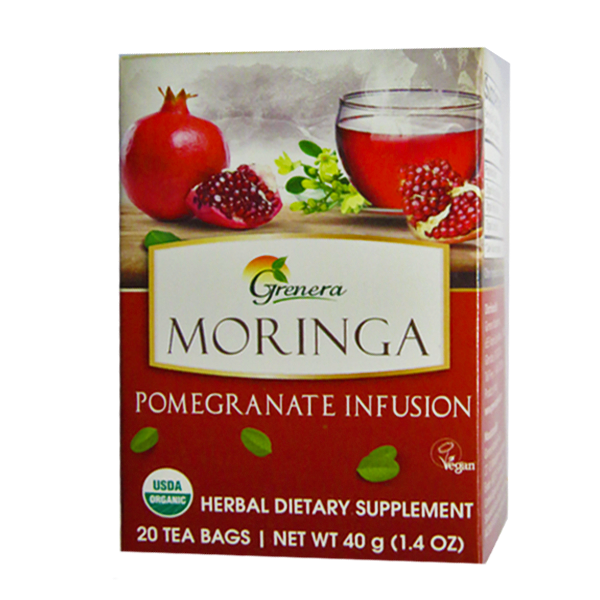 Grenera
MORINGA
POMEGRANATE INFUSION
Vegan
USDA
ORGANIC
HERBAL DIETARY SUPPLEMENT
20 TEA BAGS | NET WT 40 g (1.4 OZ)